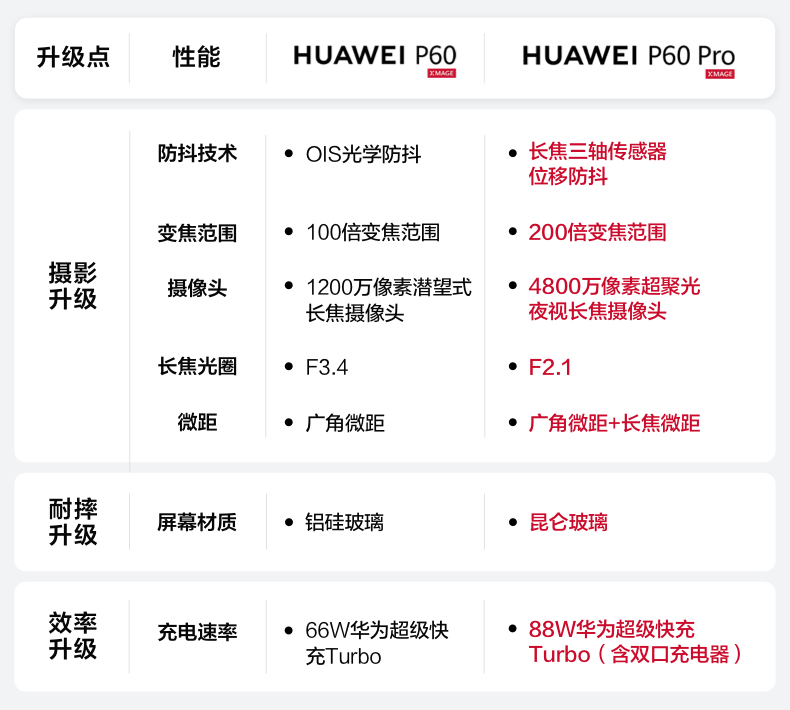 升级点 性能 HUAWEI P60 HUAWEI P60 Pro
XMAGE XMAGE
摄影
升级
防抖技术 • OIS光学防抖 • 长焦三轴传感器
位移防抖
变焦范围 • 100倍变焦范围 • 200倍变焦范围
摄像头 • 1200万像素潜望式 • 4800万像素超聚光
长焦摄像头 夜视长焦摄像头
长焦光圈 • F3.4 • F2.1
微距 • 广角微距 • 广角微距+长焦微距
耐摔
升级
屏幕材质 • 铝硅玻璃 • 昆仑玻璃
效率
升级
充电速率 • 66W华为超级快 • 88W华为超级快充
充Turbo Turbo（含双口充电器）